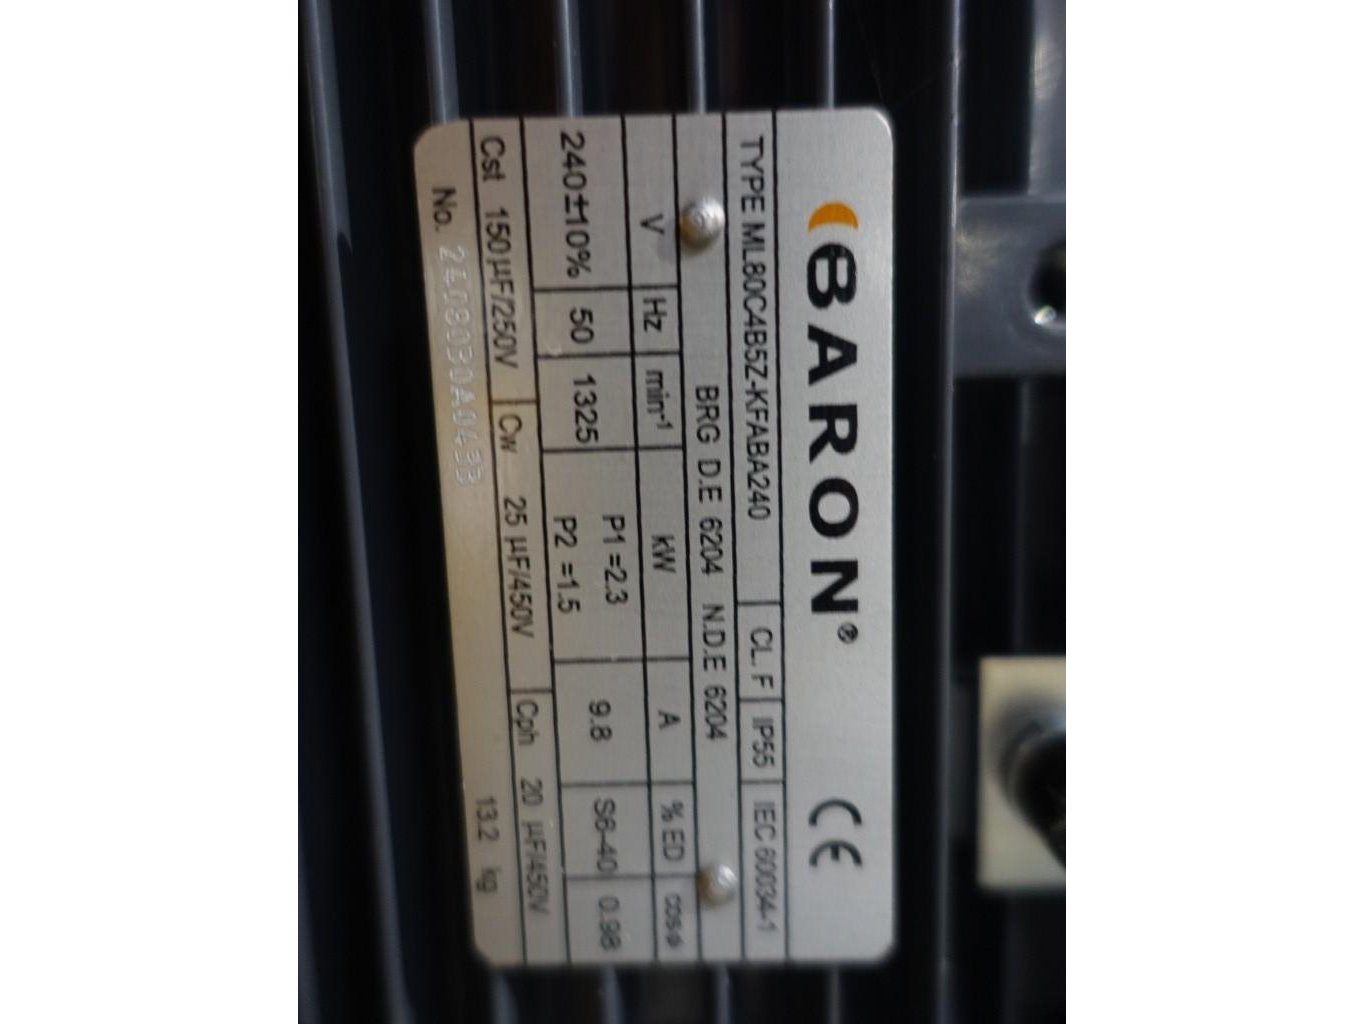 BARON® CE
TYPE ML80C4B5Z-KFABA240 CL. F IP55 IEC 60034-1
BRG D.E 6204 N.D.E 6204
V Hz min-1 kW A % ED cosφ
240±10% 50 1325 P1 =2.3 9.8 S6-40 0.98
P2 =1.5
Cst 150 µF/250V Cw 25 µF/450V Cph 20 µF/450V
No. 13.2 kg